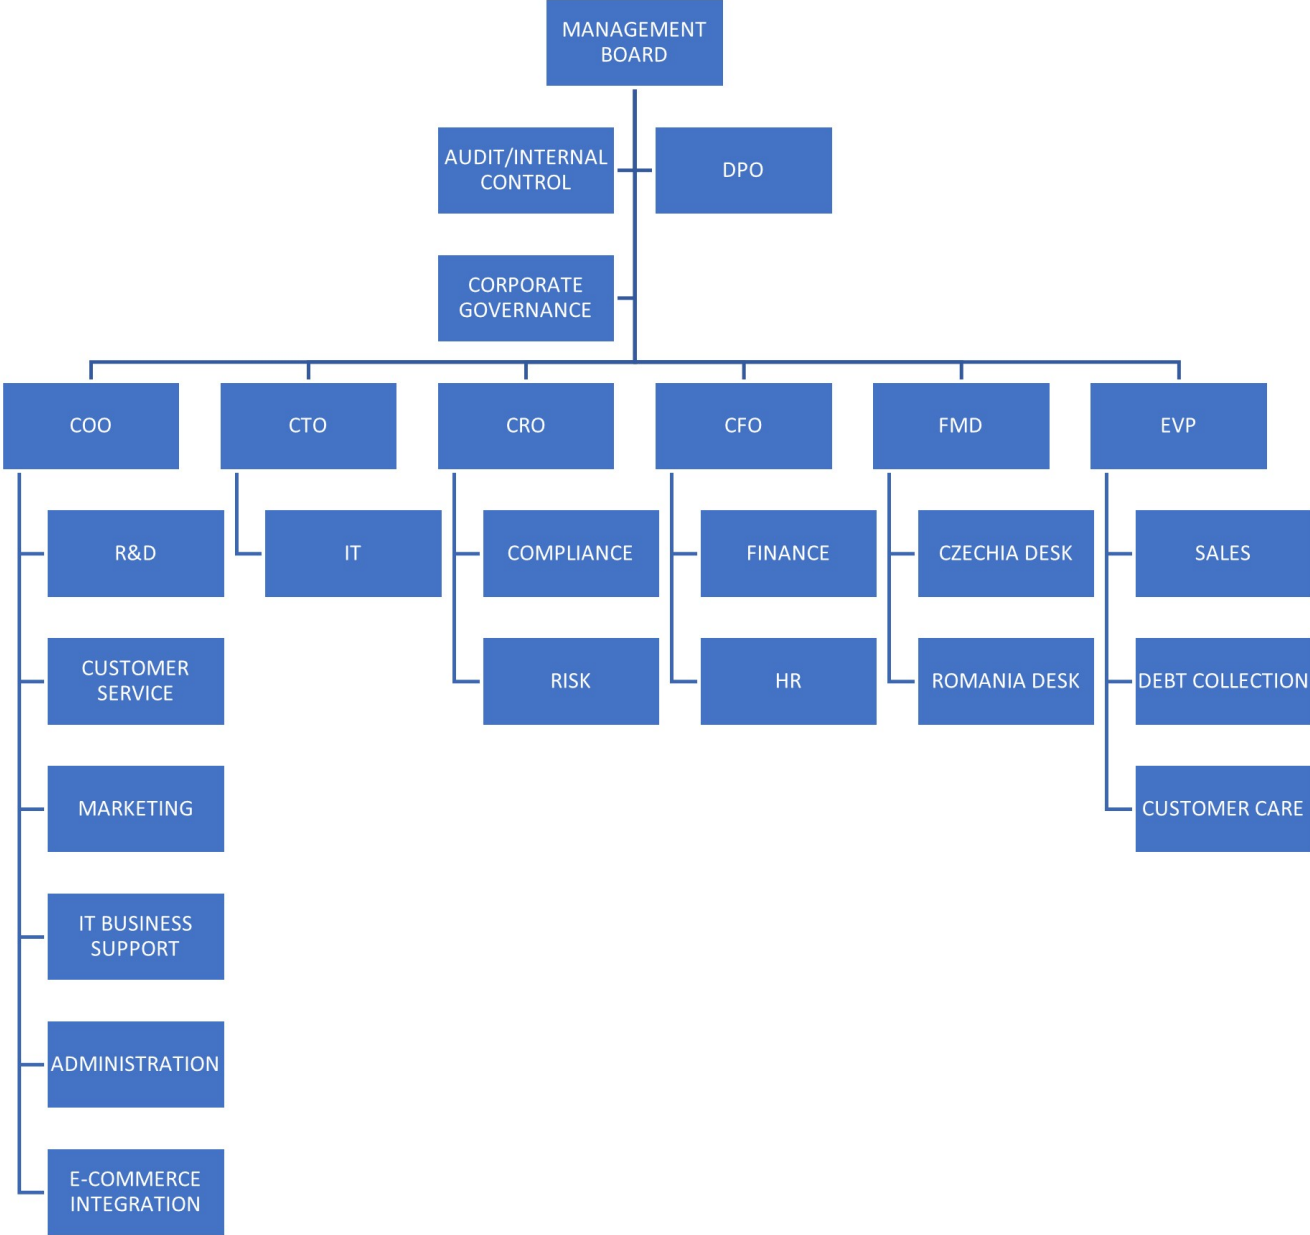 MANAGEMENT
BOARD
AUDIT/INTERNAL
CONTROL
DPO
CORPORATE
GOVERNANCE
COO
CTO
CRO
CFO
FMD
EVP
R&D
IT
COMPLIANCE
FINANCE
CZECHIA DESK
SALES
CUSTOMER
SERVICE
RISK
HR
ROMANIA DESK
DEBT COLLECTION
MARKETING
CUSTOMER CARE
IT BUSINESS
SUPPORT
ADMINISTRATION
E-COMMERCE
INTEGRATION